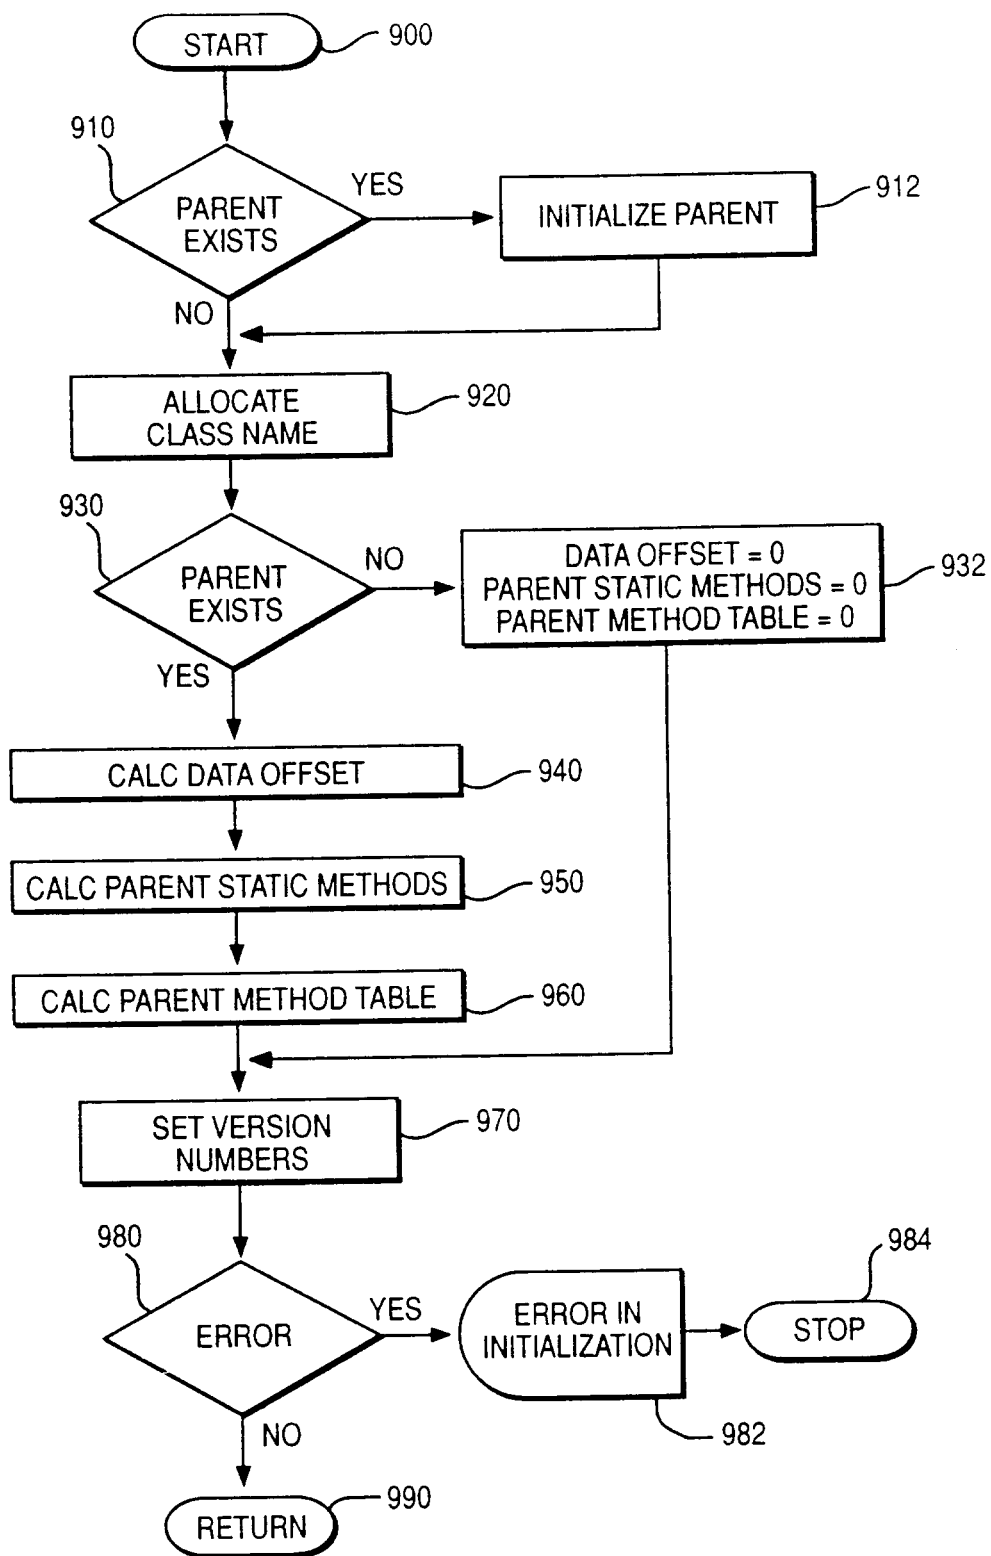 START
900
910
PARENT
EXISTS
YES
INITIALIZE PARENT
912
NO
ALLOCATE
CLASS NAME
920
930
PARENT
EXISTS
NO
DATA OFFSET = 0
PARENT STATIC METHODS = 0
PARENT METHOD TABLE = 0
932
YES
CALC DATA OFFSET
940
CALC PARENT STATIC METHODS
950
CALC PARENT METHOD TABLE
960
SET VERSION
NUMBERS
970
980
ERROR
YES
ERROR IN
INITIALIZATION
982
984
STOP
NO
RETURN
990